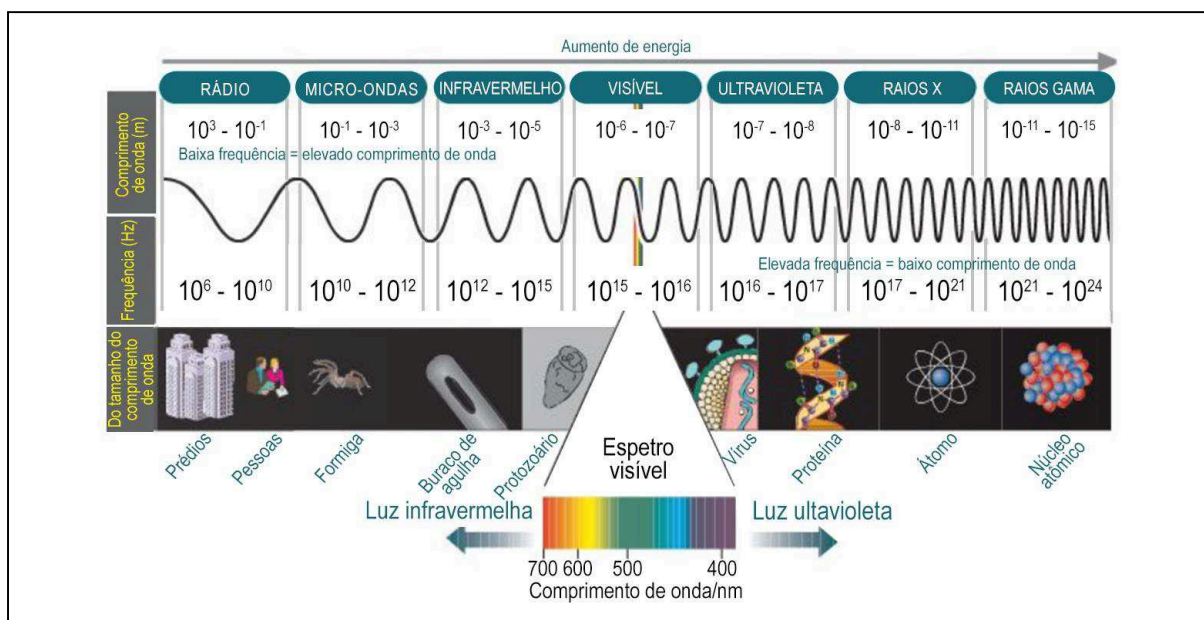 Aumento de energia
RÁDIO
MICRO-ONDAS
INFRAVERMELHO
VISÍVEL
ULTRAVIOLETA
RAIOS X
RAIOS GAMA
Comprimento
de onda (m)
10³ - 10⁻¹
10⁻¹ - 10⁻³
10⁻³ - 10⁻⁵
10⁻⁶ - 10⁻⁷
10⁻⁷ - 10⁻⁸
10⁻⁸ - 10⁻¹¹
10⁻¹¹ - 10⁻¹⁵
Baixa frequência = elevado comprimento de onda
Elevada frequência = baixo comprimento de onda
Frequência (Hz)
10⁶ - 10¹⁰
10¹⁰ - 10¹²
10¹² - 10¹⁵
10¹⁵ - 10¹⁶
10¹⁶ - 10¹⁷
10¹⁷ - 10²¹
10²¹ - 10²⁴
Do tamanho do
comprimento
de onda
Prédios
Pessoas
Formiga
Buraco de
agulha
Protozoário
Vírus
Proteína
Átomo
Núcleo
atômico
Espetro
visível
Luz infravermelha
Luz ultavioleta
700 600 500 400
Comprimento de onda/nm